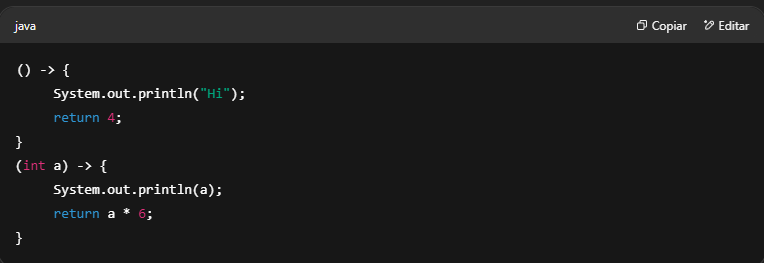 java
Copiar
Editar
() -> {
     System.out.println("Hi");
     return 4;
}
(int a) -> {
     System.out.println(a);
     return a * 6;
}